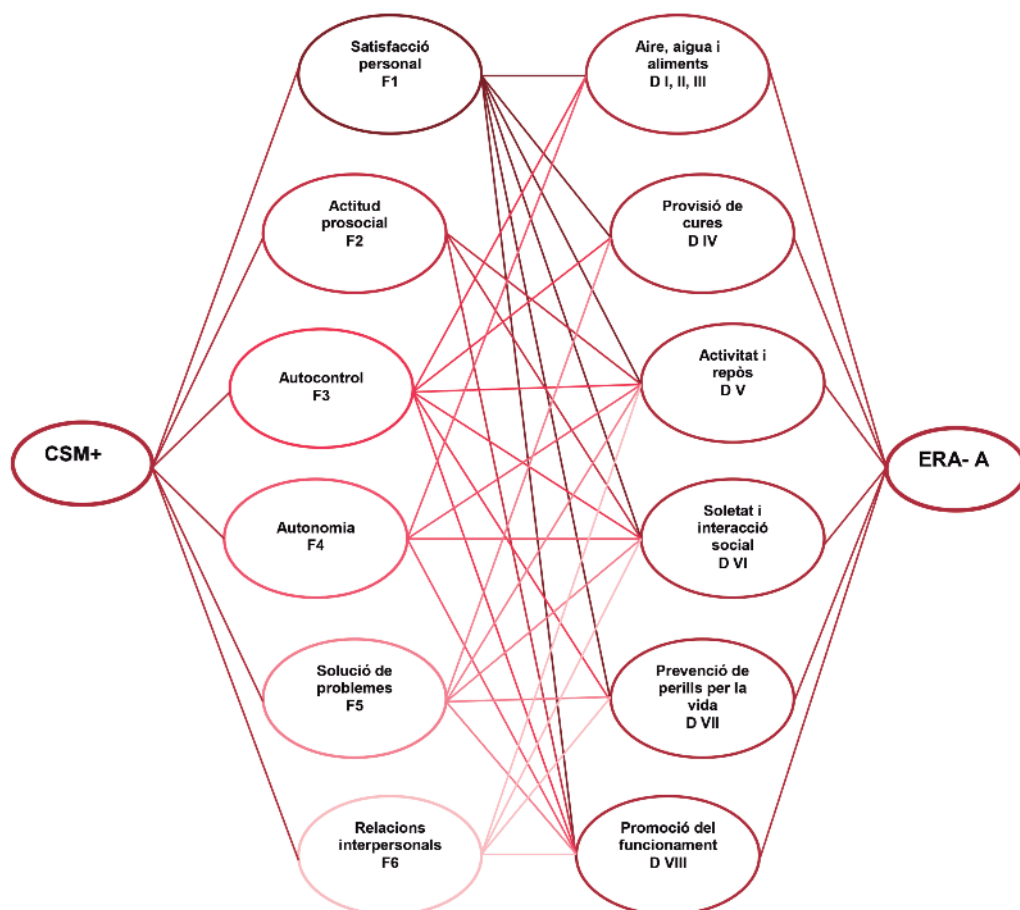 Satisfacció
personal
F1
Aire, aigua i
aliments
D I, II, III
Actitud
prosocial
F2
Provisió de
cures
D IV
Autocontrol
F3
Activitat i
repòs
D V
CSM+
ERA- A
Autonomia
F4
Soletat i
interacció
social
D VI
Solució de
problemes
F5
Prevenció de
perills per la
vida
D VII
Relacions
interpersonals
F6
Promoció del
funcionament
D VIII